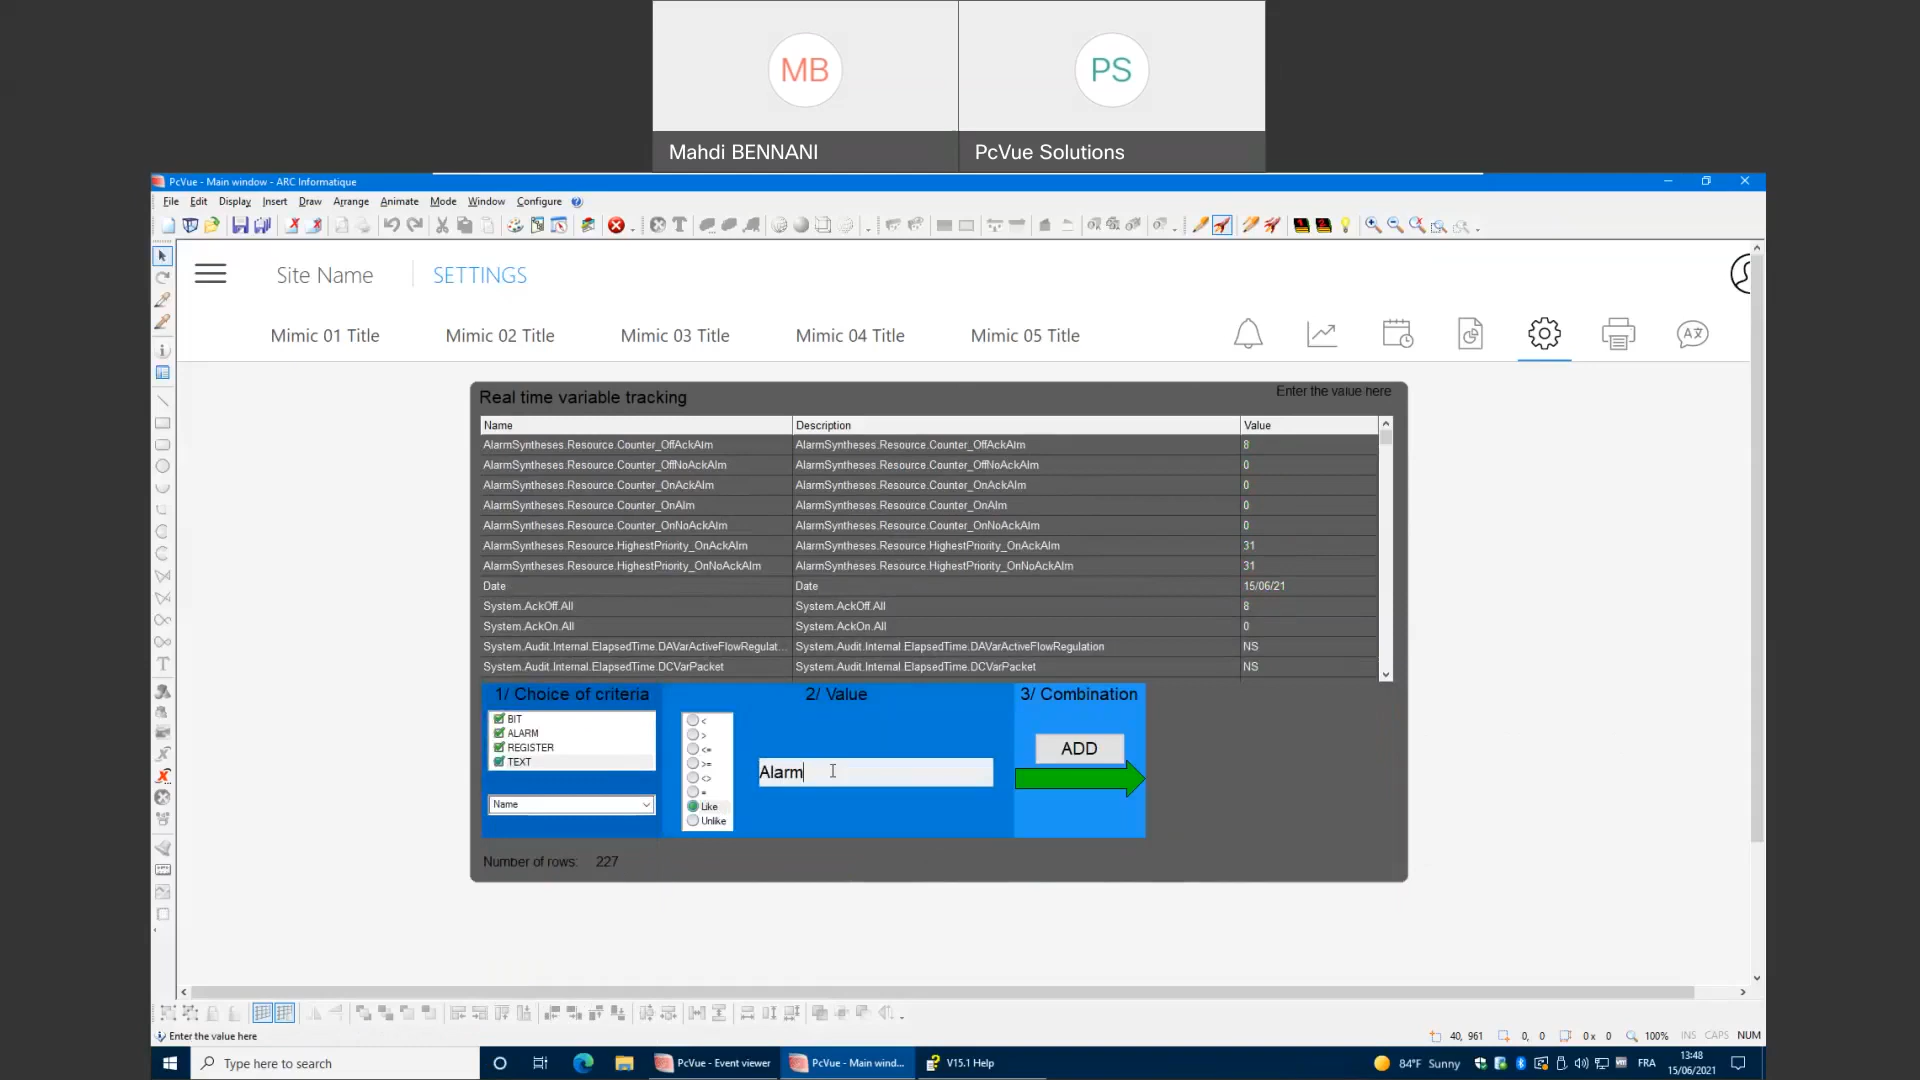 MB
PS
Mahdi BENNANI
PcVue Solutions
PcVue - Main window - ARC Informatique
File Edit Display Insert Draw Arrange Animate Mode Window Configure
Site Name
SETTINGS
Mimic 01 Title
Mimic 02 Title
Mimic 03 Title
Mimic 04 Title
Mimic 05 Title
Real time variable tracking
Enter the value here
Name Description Value
AlarmSyntheses.Resource.Counter_OffAckAlm AlarmSyntheses.Resource.Counter_OffAckAlm 8
AlarmSyntheses.Resource.Counter_OffNoAckAlm AlarmSyntheses.Resource.Counter_OffNoAckAlm 0
AlarmSyntheses.Resource.Counter_OnAckAlm AlarmSyntheses.Resource.Counter_OnAckAlm 0
AlarmSyntheses.Resource.Counter_OnAlm AlarmSyntheses.Resource.Counter_OnAlm 0
AlarmSyntheses.Resource.Counter_OnNoAckAlm AlarmSyntheses.Resource.Counter_OnNoAckAlm 0
AlarmSyntheses.Resource.HighestPriority_OnAckAlm AlarmSyntheses.Resource.HighestPriority_OnAckAlm 31
AlarmSyntheses.Resource.HighestPriority_OnNoAckAlm AlarmSyntheses.Resource.HighestPriority_OnNoAckAlm 31
Date Date 15/06/21
System.AckOff.All System.AckOff.All 8
System.AckOn.All System.AckOn.All 0
System.Audit.Internal.ElapsedTime.DAVarActiveFlowRegulat... System.Audit.Internal.ElapsedTime.DAVarActiveFlowRegulation NS
System.Audit.Internal.ElapsedTime.DCVarPacket System.Audit.Internal.ElapsedTime.DCVarPacket NS
1/ Choice of criteria
2/ Value
3/ Combination
BIT
ALARM
REGISTER
TEXT
Name
<
>
<=
>=
<>
=
Like
Unlike
Alarm
ADD
Number of rows: 227
Enter the value here
40, 961
0, 0
0 x 0
100%
INS CAPS NUM
Type here to search
PcVue - Event viewer
PcVue - Main wind...
V15.1 Help
84°F Sunny
FRA
13:48
15/06/2021